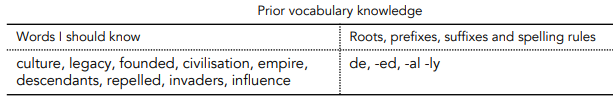 Prior vocabulary knowledge
Words I should know
Roots, prefixes, suffixes and spelling rules
culture, legacy, founded, civilisation, empire,
descendants, repelled, invaders, influence
de, -ed, -al -ly